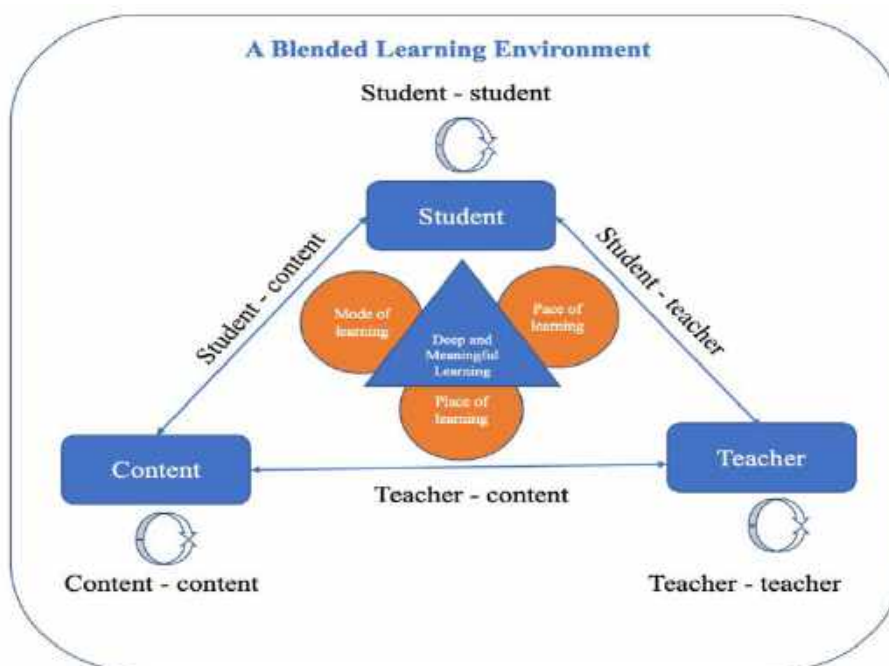 A Blended Learning Environment
Student - student
Student
Student - content
Student - teacher
Mode of
learning
Pace of
learning
Deep and
Meaningful
Learning
Place of
learning
Content
Teacher
Teacher - content
Content - content
Teacher - teacher